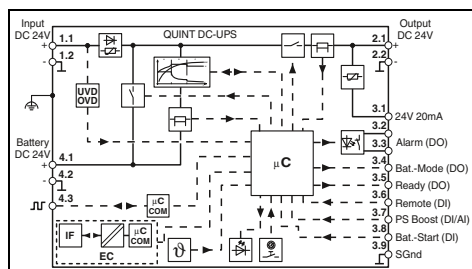 Input
DC 24V
QUINT DC-UPS
Output
DC 24V
+ 1.1
2.1 +
- 1.2
2.2 -
UVD
OVD
3.1 24V 20mA
3.2
Alarm (DO)
3.3
Battery
DC 24V
µC
3.4 Bat.-Mode (DO)
+ 4.1
3.5 Ready (DO)
- 4.2
3.6 Remote (DI)
4.3
µC
COM
3.7 PS Boost (DI/AI)
IF
µC
COM
ϑ
3.8 Bat.-Start (DI)
EC
3.9 SGnd